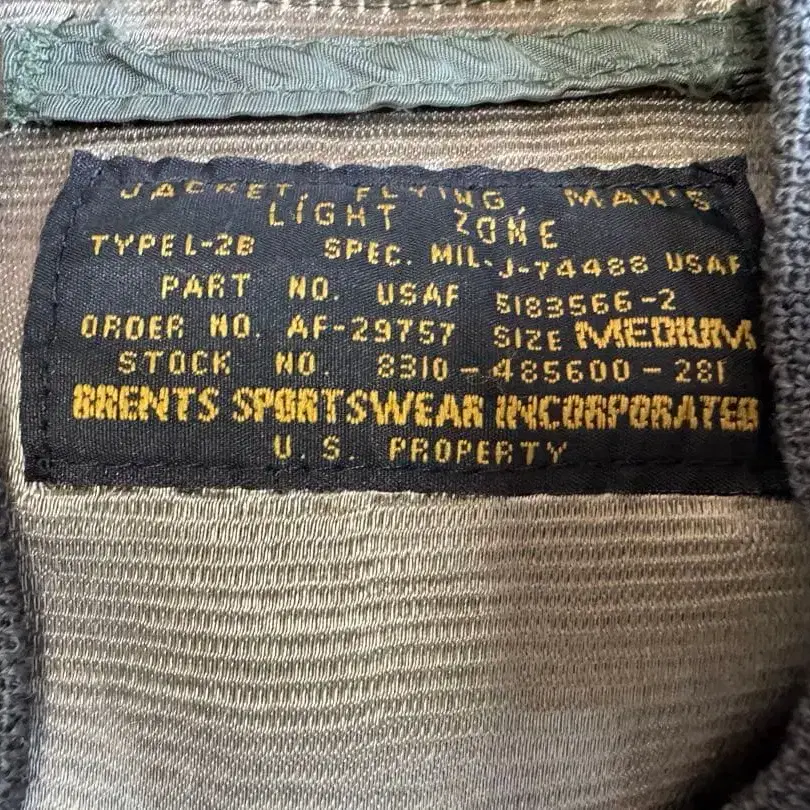 JACKET, FLYING, MAN'S
LIGHT ZONE
TYPE L-2B SPEC. MIL-J-7448B USAF
PART NO. USAF 5183566-2
ORDER NO. AF-29757 SIZE MEDIUM
STOCK NO. 8310-485600-281
BRENTS SPORTSWEAR INCORPORATED
U.S. PROPERTY